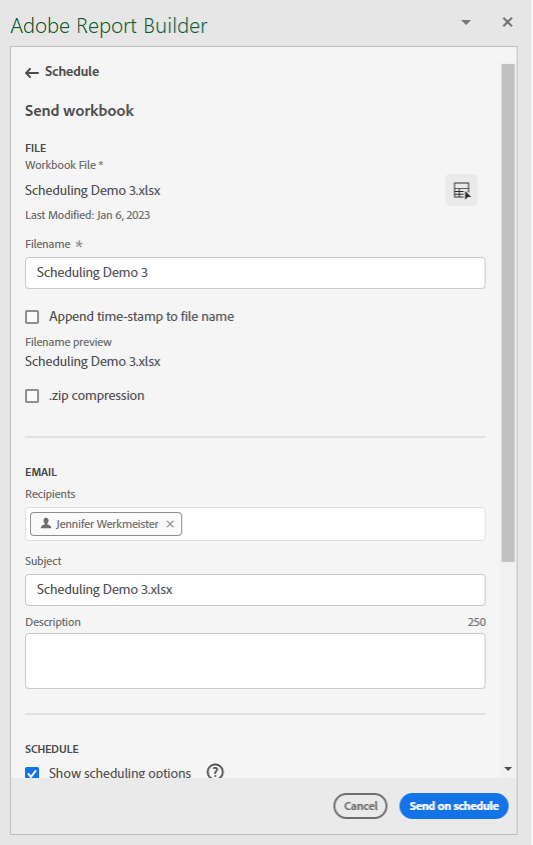 Adobe Report Builder
Schedule
Send workbook
FILE
Workbook File *
Scheduling Demo 3.xlsx
Last Modified: Jan 6, 2023
Filename *
Scheduling Demo 3
Append time-stamp to file name
Filename preview
Scheduling Demo 3.xlsx
.zip compression
EMAIL
Recipients
Jennifer Werkmeister ×
Subject
Scheduling Demo 3.xlsx
Description 250
SCHEDULE
Show scheduling options ?
Cancel Send on schedule